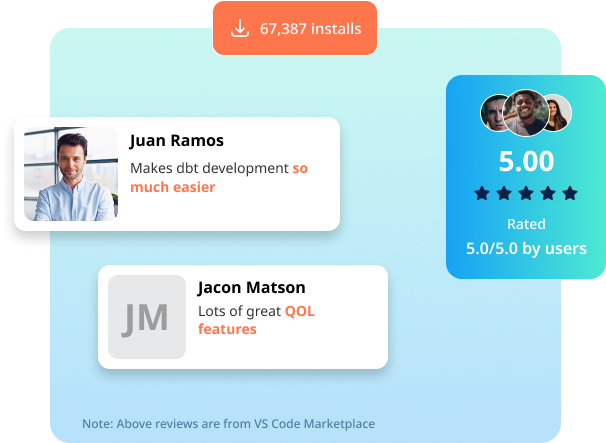 67,387 installs
Juan Ramos
Makes dbt development so
much easier
5.00
Rated
5.0/5.0 by users
JM
Jacon Matson
Lots of great QOL
features
Note: Above reviews are from VS Code Marketplace